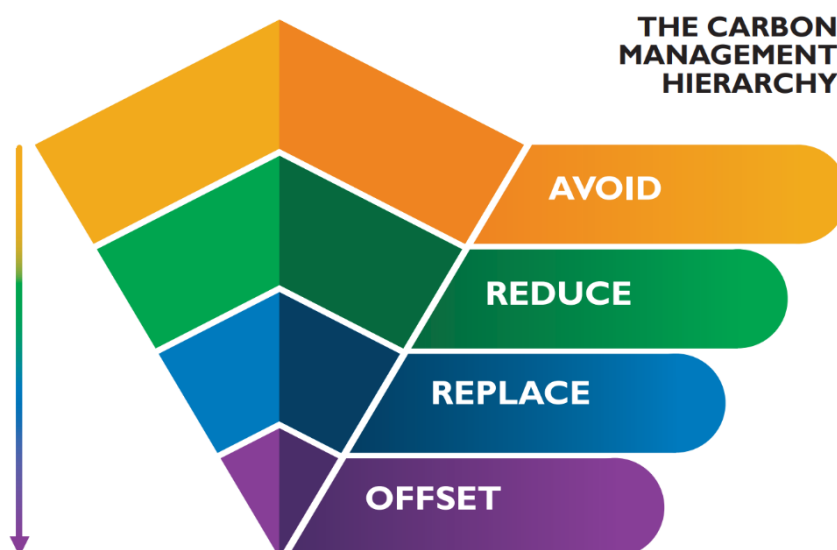 THE CARBON
MANAGEMENT
HIERARCHY
AVOID
REDUCE
REPLACE
OFFSET